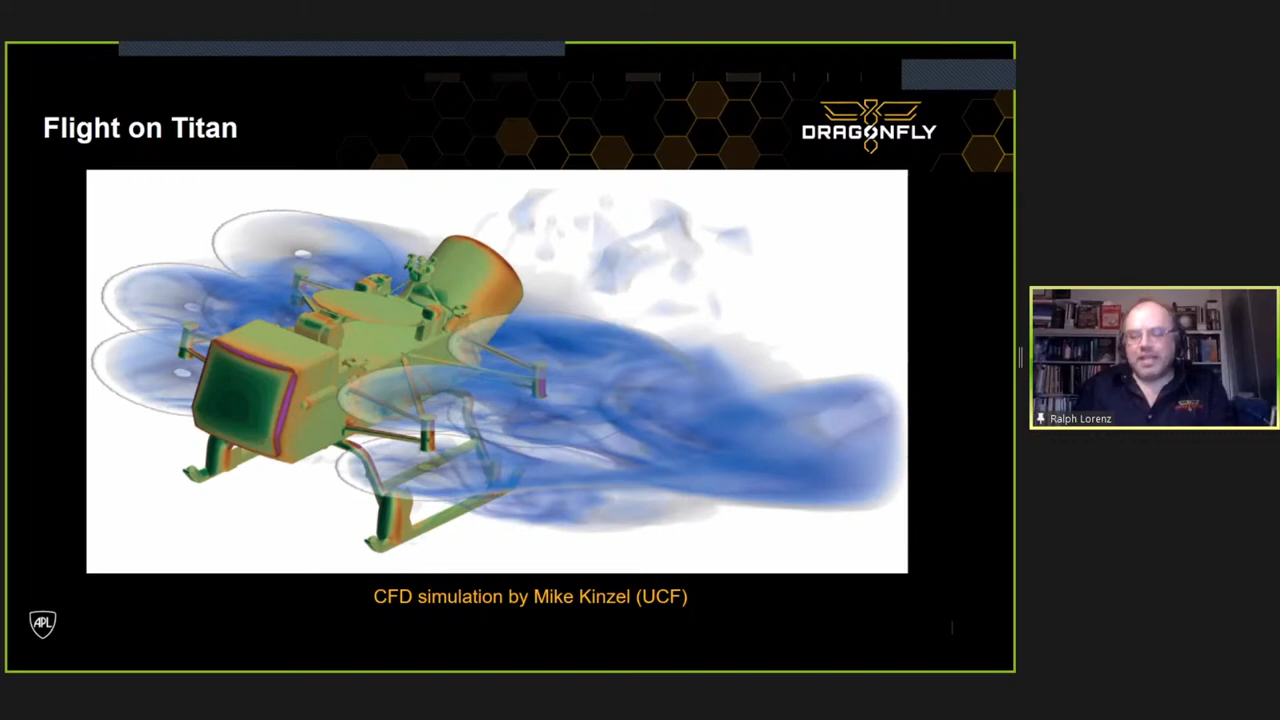 Flight on Titan
DRAGONFLY
CFD simulation by Mike Kinzel (UCF)
APL
Ralph Lorenz